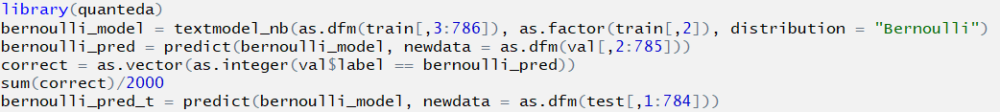 library(quanteda)
bernoulli_model = textmodel_nb(as.dfm(train[,3:786]), as.factor(train[,2]), distribution = "Bernoulli")
bernoulli_pred = predict(bernoulli_model, newdata = as.dfm(val[,2:785]))
correct = as.vector(as.integer(val$label == bernoulli_pred))
sum(correct)/2000
bernoulli_pred_t = predict(bernoulli_model, newdata = as.dfm(test[,1:784]))